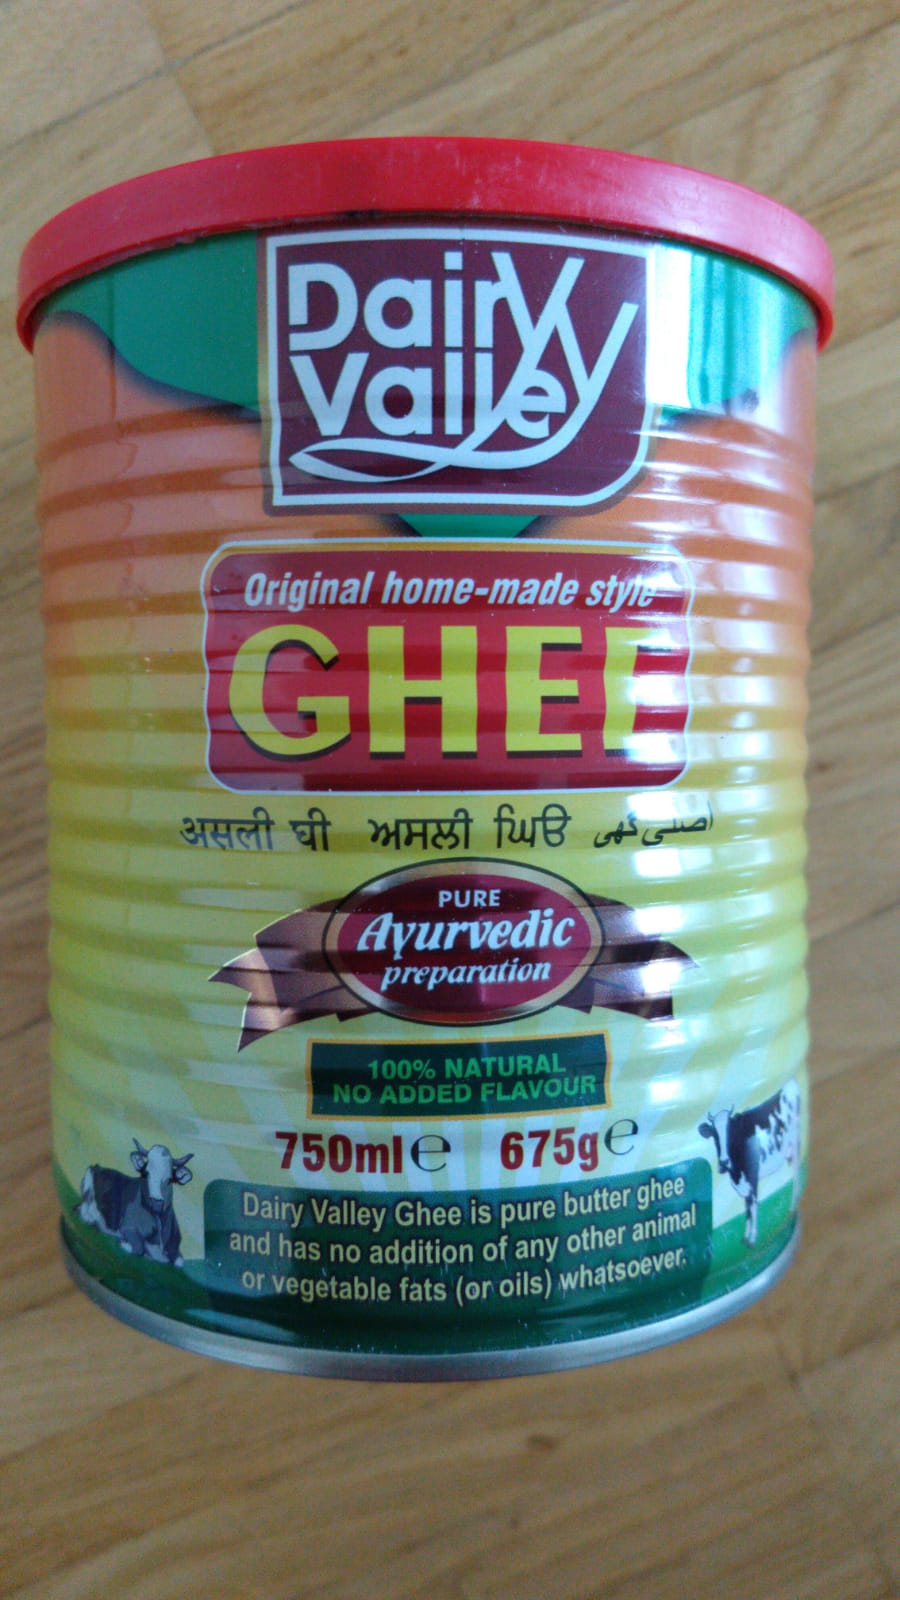 Dairy
Valley
Original home-made style
GHEE
असली घी ਅਸਲੀ ਘਿਓ اصلی گھی
PURE
Ayurvedic
preparation
100% NATURAL
NO ADDED FLAVOUR
750ml℮ 675g℮
Dairy Valley Ghee is pure butter ghee
and has no addition of any other animal
or vegetable fats (or oils) whatsoever.